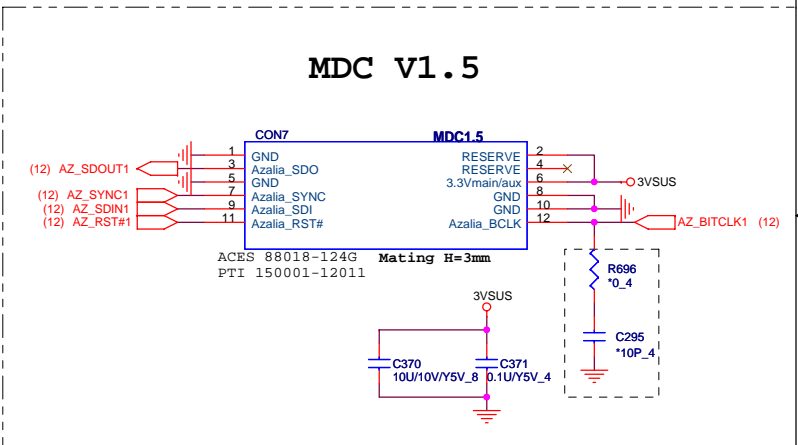 MDC V1.5
CON7 MDC1.5
1 GND RESERVE 2
(12) AZ_SDOUT1 3 Azalia_SDO RESERVE 4
5 GND 3.3Vmain/aux 6 3VSUS
(12) AZ_SYNC1 7 Azalia_SYNC GND 8
(12) AZ_SDIN1 9 Azalia_SDI GND 10
(12) AZ_RST#1 11 Azalia_RST# Azalia_BCLK 12 AZ_BITCLK1 (12)
ACES 88018-124G Mating H=3mm
PTI 150001-12011
R696
*0_4
3VSUS
C295
*10P_4
C370 C371
10U/10V/Y5V_8 0.1U/Y5V_4